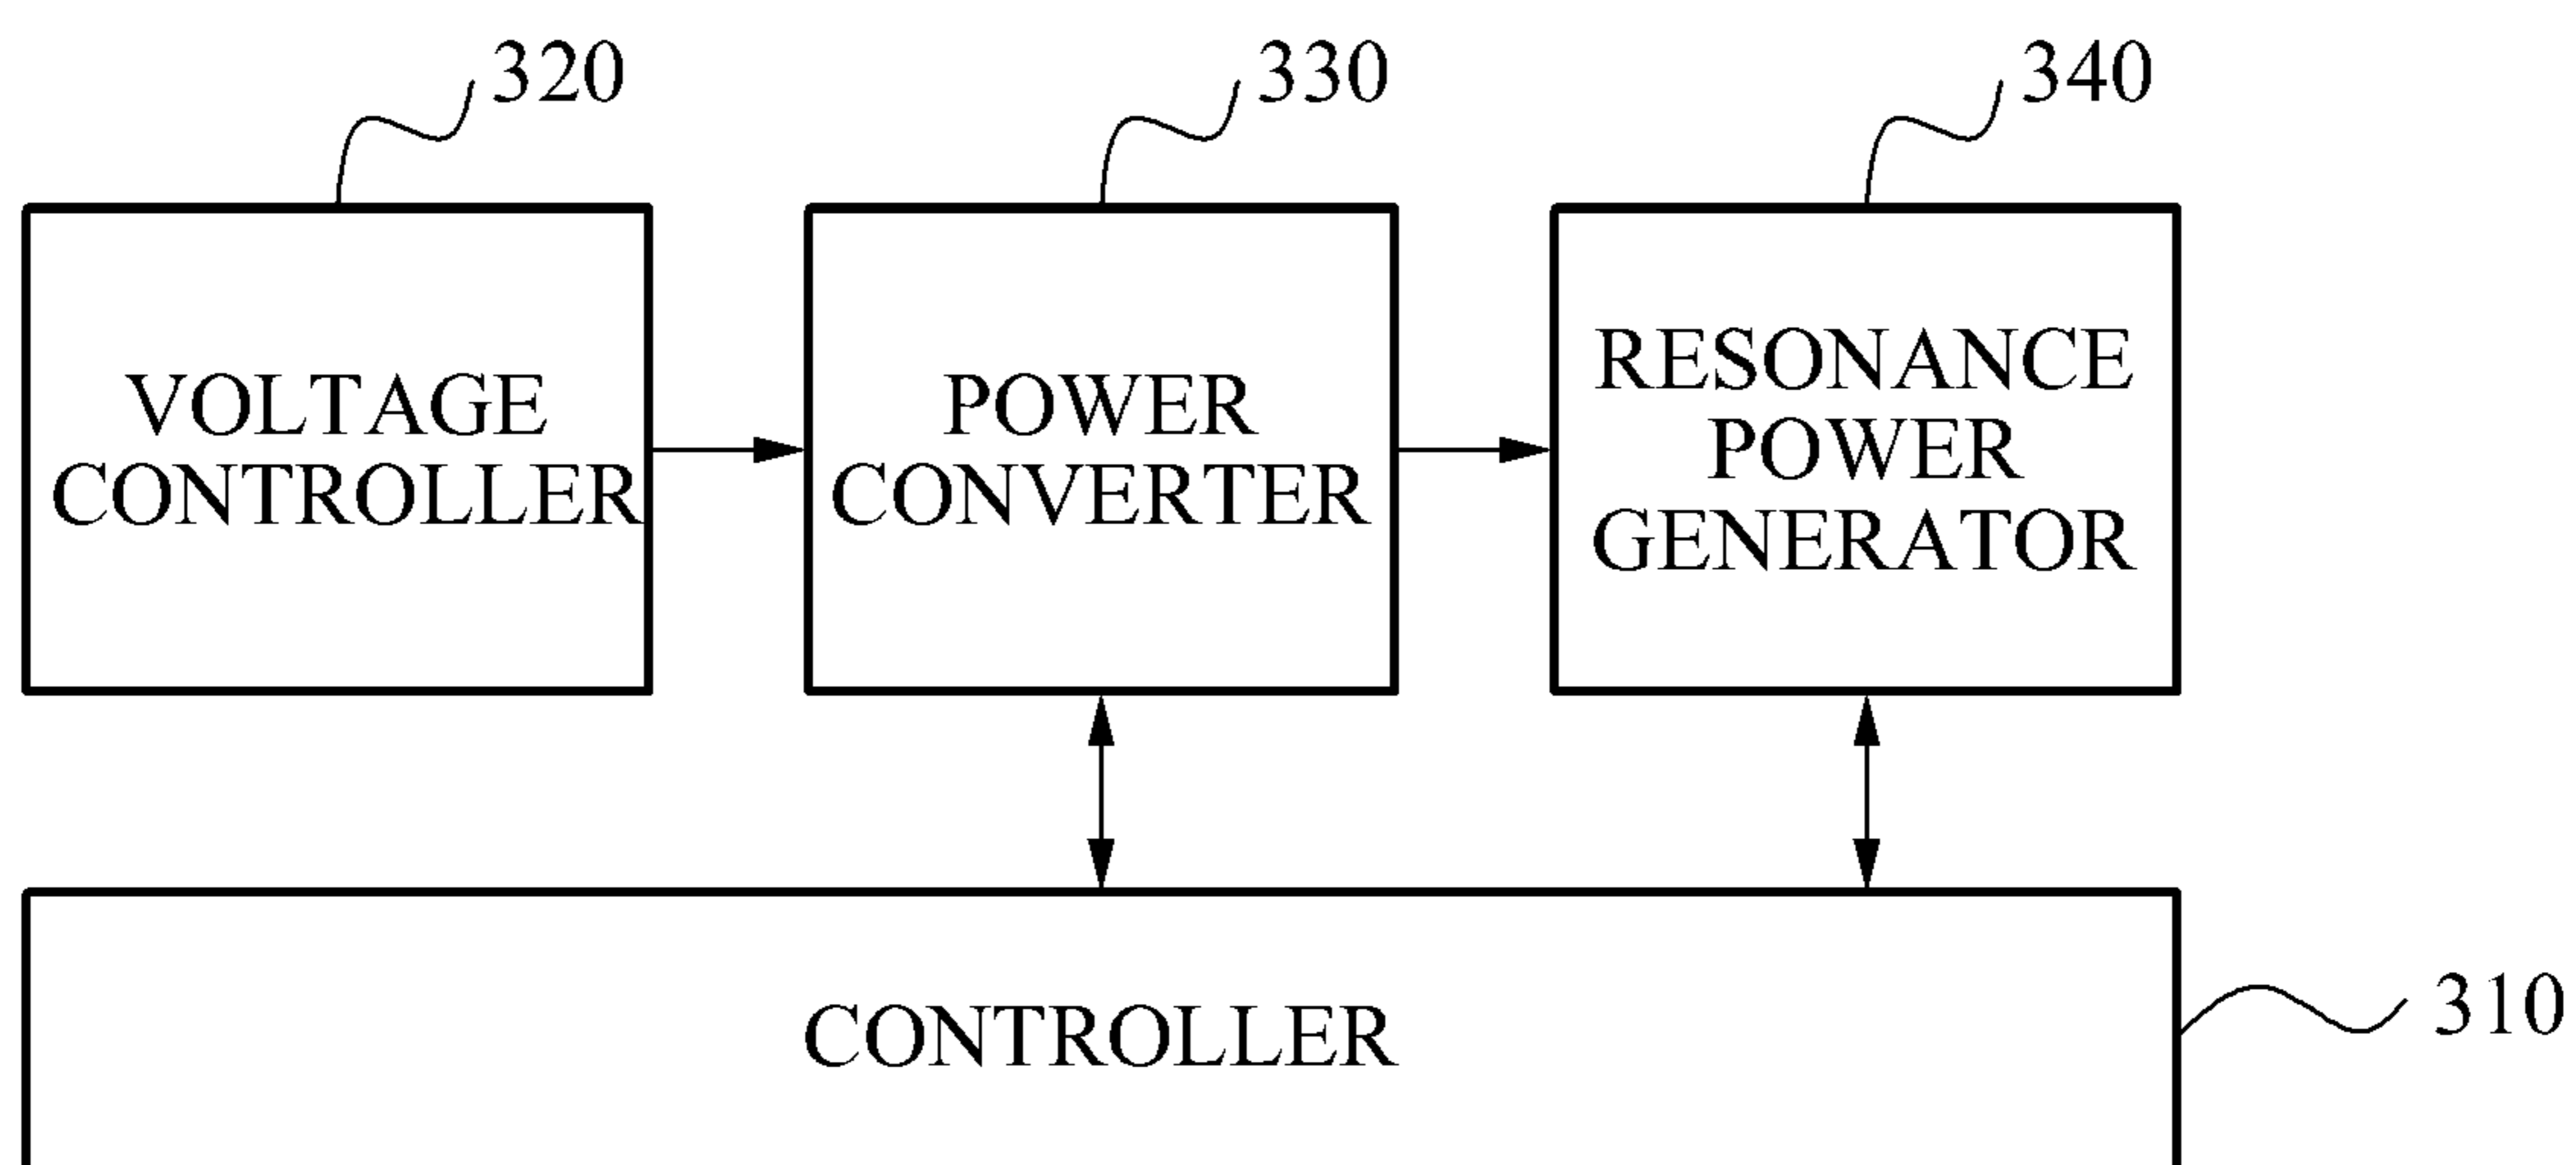 320
330
340
VOLTAGE
CONTROLLER
POWER
CONVERTER
RESONANCE
POWER
GENERATOR
CONTROLLER
310